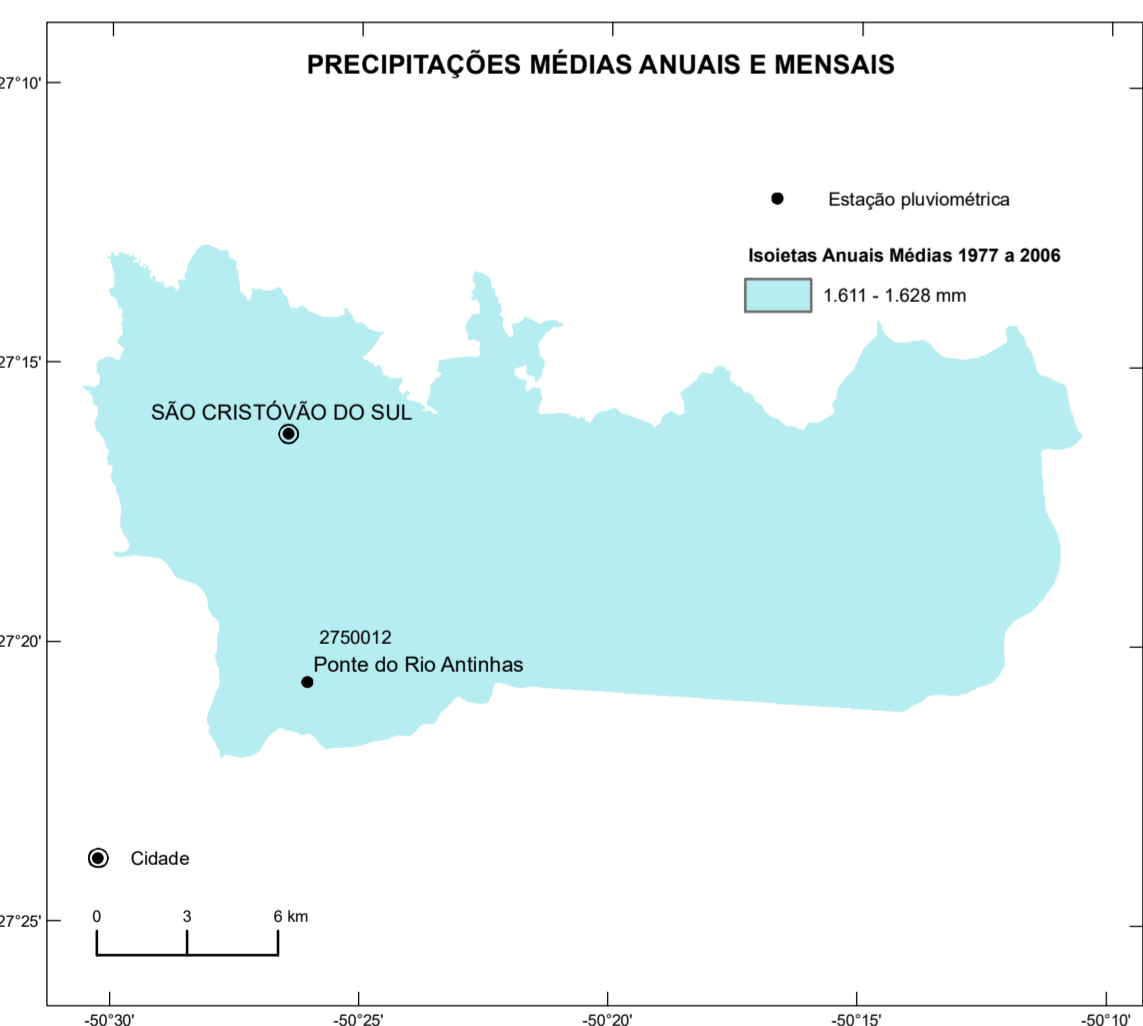 PRECIPITAÇÕES MÉDIAS ANUAIS E MENSAIS
27°10'
Estação pluviométrica
Isoietas Anuais Médias 1977 a 2006
1.611 - 1.628 mm
27°15'
SÃO CRISTÓVÃO DO SUL
27°20'
2750012
Ponte do Rio Antinhas
Cidade
0 3 6 km
27°25'
-50°30' -50°25' -50°20' -50°15' -50°10'